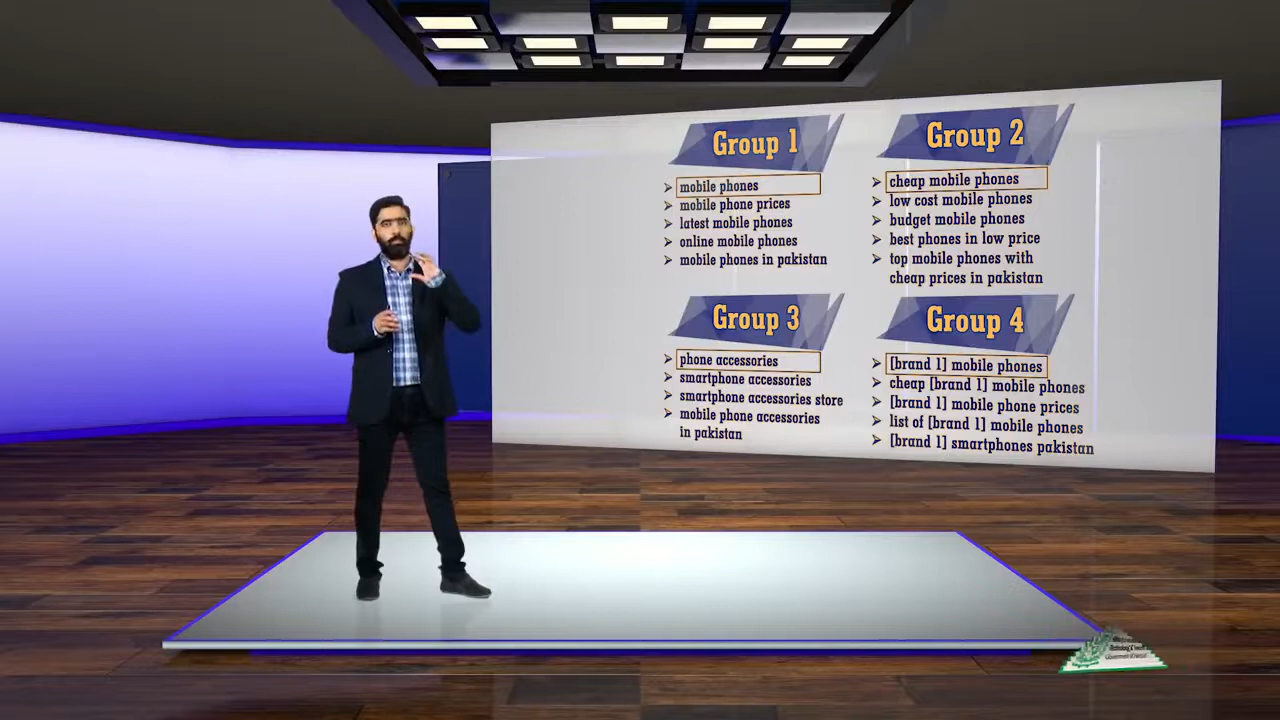 Group 1
➢ mobile phones
➢ mobile phone prices
➢ latest mobile phones
➢ online mobile phones
➢ mobile phones in pakistan
Group 2
➢ cheap mobile phones
➢ low cost mobile phones
➢ budget mobile phones
➢ best phones in low price
➢ top mobile phones with
cheap prices in pakistan
Group 3
➢ phone accessories
➢ smartphone accessories
➢ smartphone accessories store
➢ mobile phone accessories
in pakistan
Group 4
➢ [brand 1] mobile phones
➢ cheap [brand 1] mobile phones
➢ [brand 1] mobile phone prices
➢ list of [brand 1] mobile phones
➢ [brand 1] smartphones pakistan